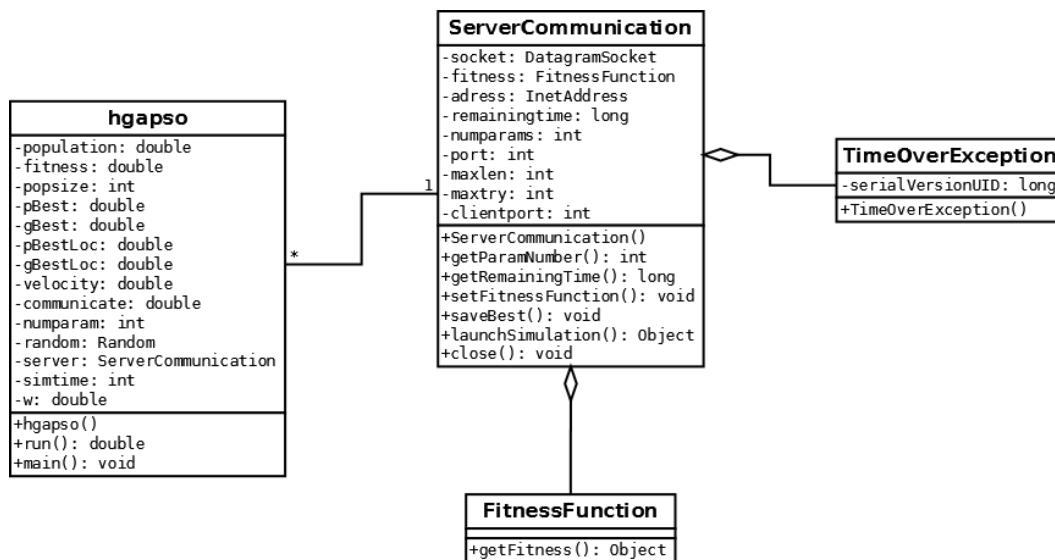 ServerCommunication
-socket: DatagramSocket
-fitness: FitnessFunction
-adress: InetAddress
-remainingtime: long
-numparams: int
-port: int
-maxlen: int
-maxtry: int
-clientport: int
+ServerCommunication()
+getParamNumber(): int
+getRemainingTime(): long
+setFitnessFunction(): void
+saveBest(): void
+launchSimulation(): Object
+close(): void
hgapso
-population: double
-fitness: double
-popsize: int
-pBest: double
-gBest: double
-pBestLoc: double
-gBestLoc: double
-velocity: double
-communicate: double
-numparam: int
-random: Random
-server: ServerCommunication
-simtime: int
-w: double
+hgapso()
+run(): double
+main(): void
*
1
TimeOverException
-serialVersionUID: long
+TimeOverException()
FitnessFunction
+getFitness(): Object